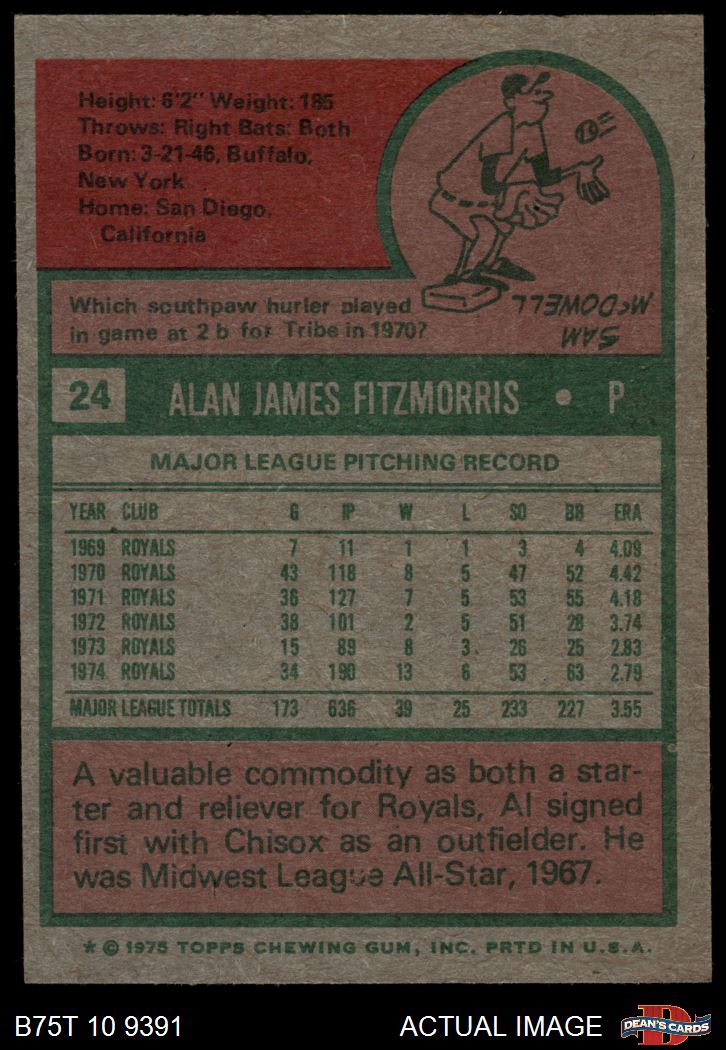 Height: 6'2" Weight: 185
Throws: Right Bats: Both
Born: 3-21-46, Buffalo,
New York
Home: San Diego,
California
Which southpaw hurler played
in game at 2 b for Tribe in 1970?
SAM
McDOWELL
24 ALAN JAMES FITZMORRIS • P
MAJOR LEAGUE PITCHING RECORD
YEAR CLUB G IP W L SO BB ERA
1969 ROYALS 7 11 1 1 3 4 4.09
1970 ROYALS 43 118 8 5 47 52 4.42
1971 ROYALS 36 127 7 5 53 55 4.18
1972 ROYALS 38 101 2 5 51 28 3.74
1973 ROYALS 15 89 8 3 26 25 2.83
1974 ROYALS 34 190 13 6 53 63 2.79
MAJOR LEAGUE TOTALS 173 636 39 25 233 227 3.55
A valuable commodity as both a star-
ter and reliever for Royals, Al signed
first with Chisox as an outfielder. He
was Midwest League All-Star, 1967.
* © 1975 TOPPS CHEWING GUM, INC. PRTD IN U.S.A.
B75T 10 9391 ACTUAL IMAGE
D
DEAN'S CARDS